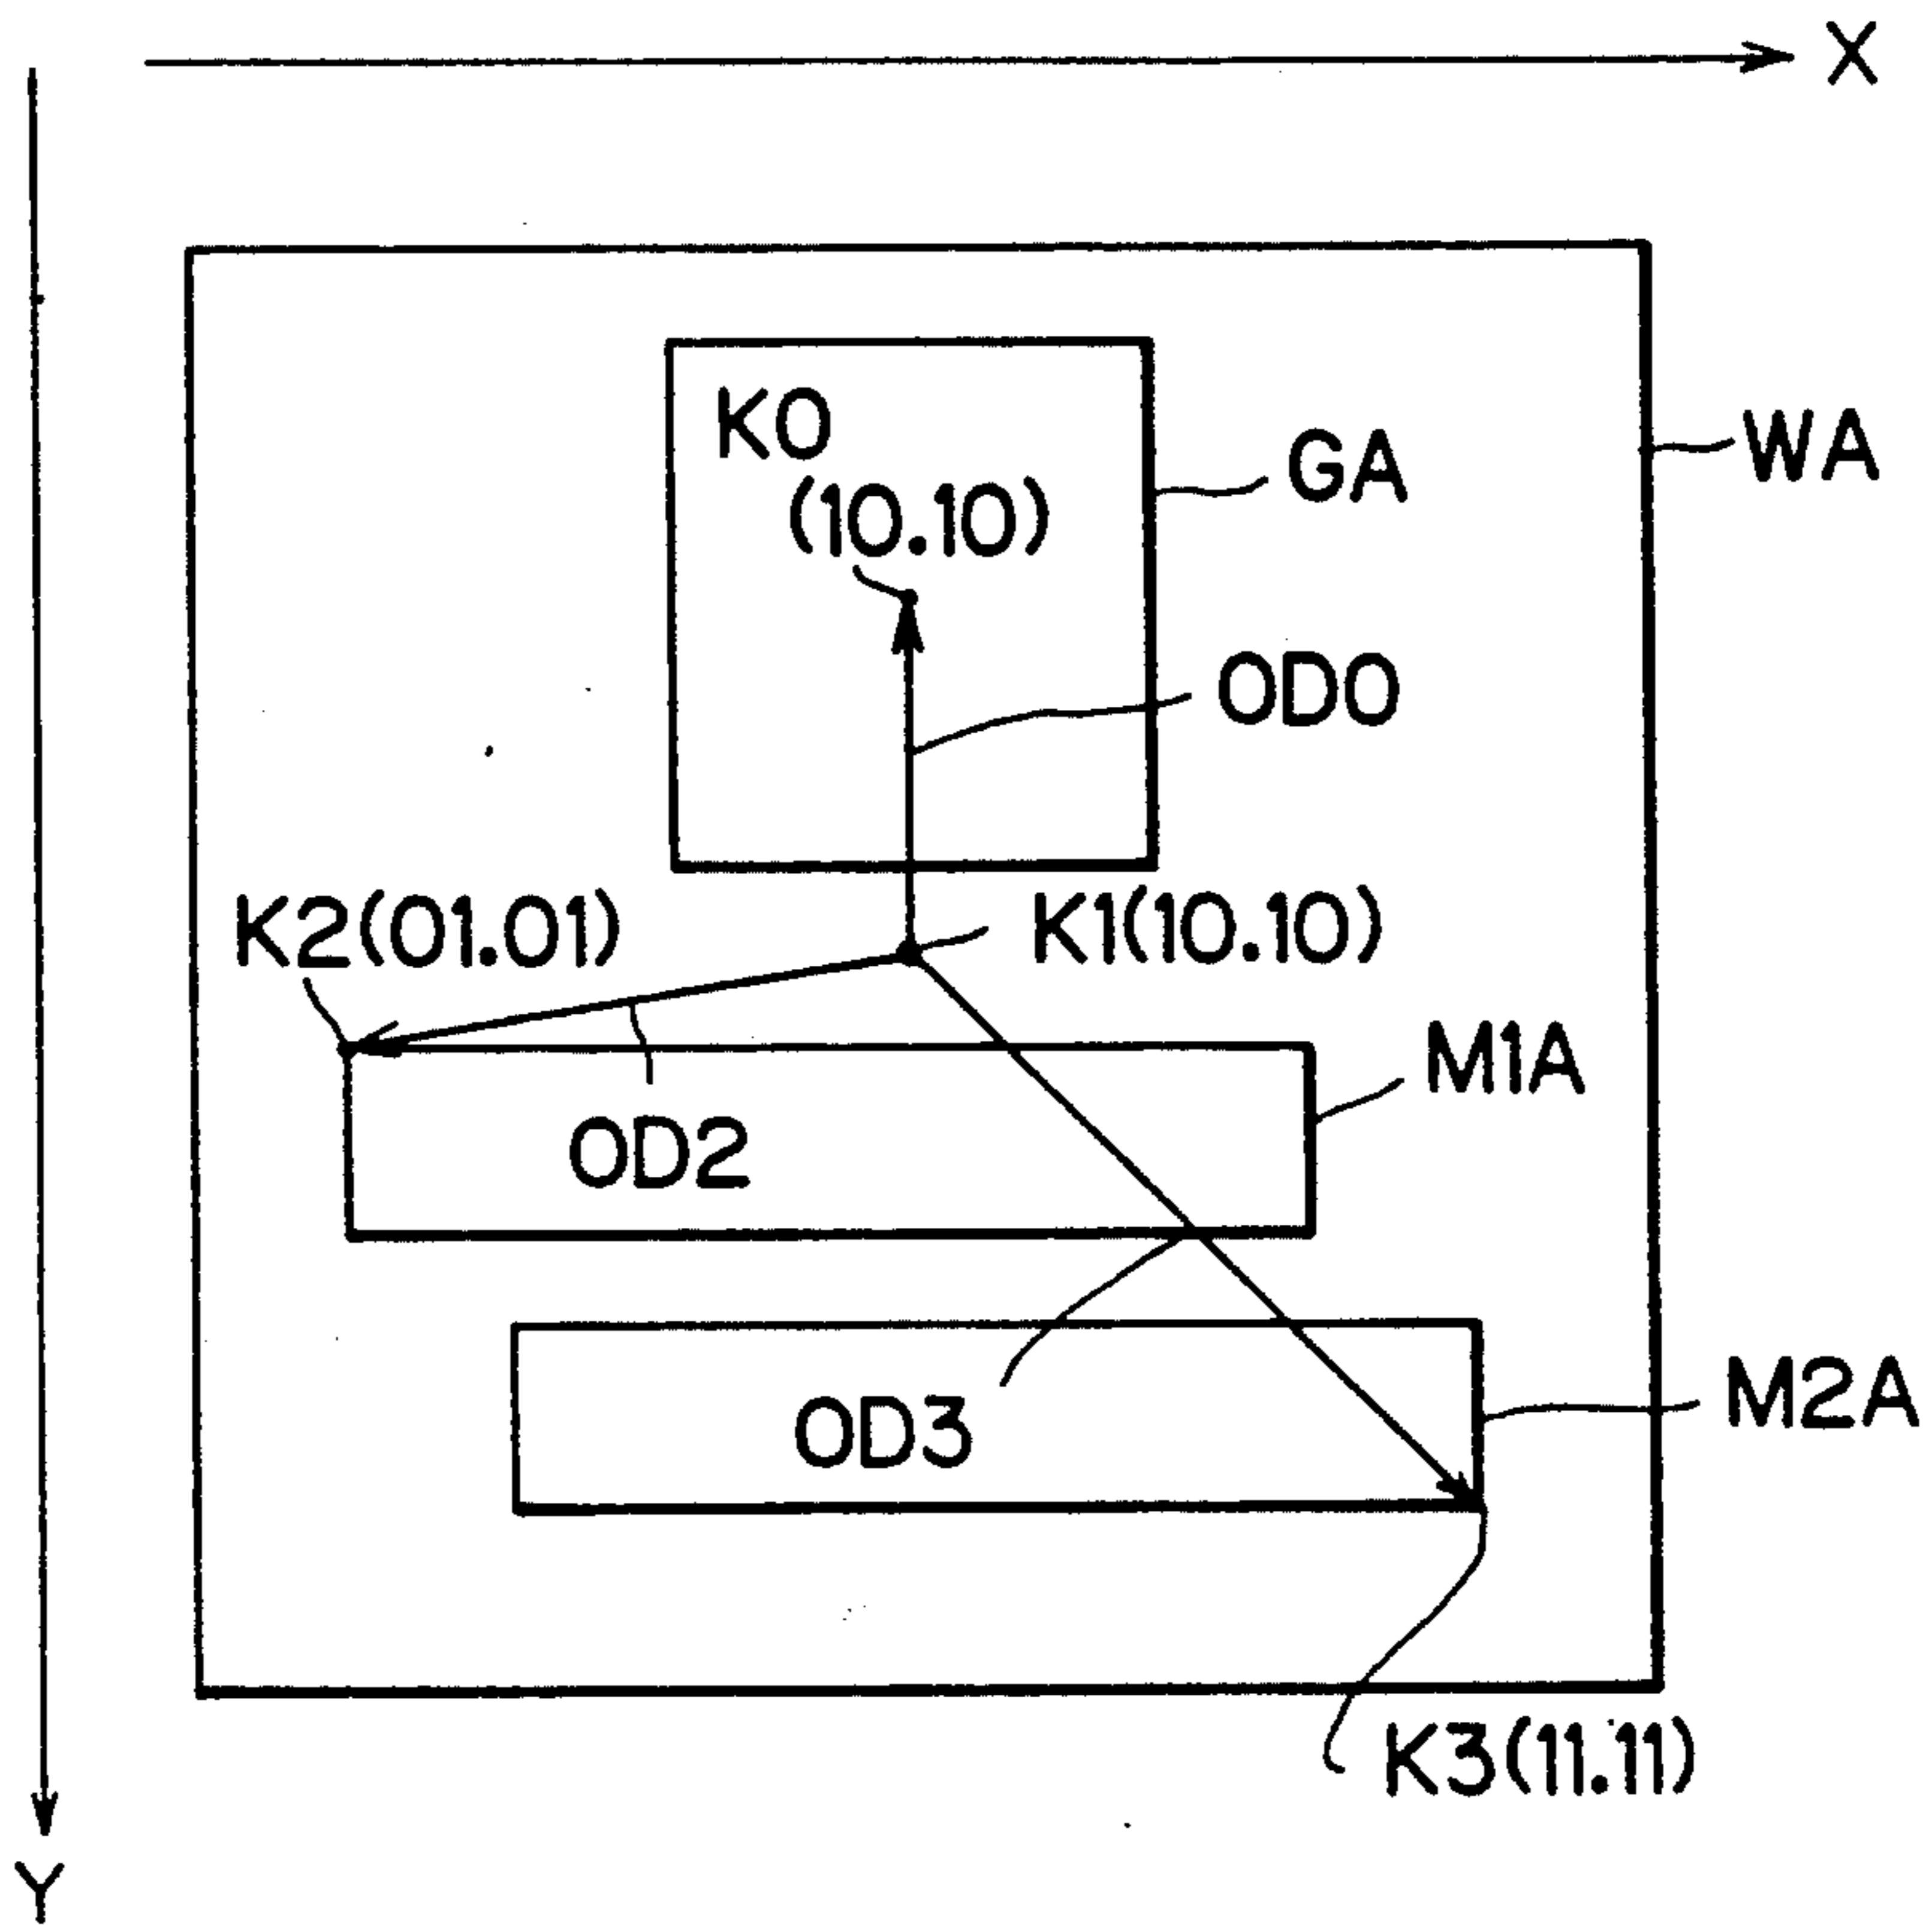 X
K0
(10.10)
GA
WA
OD0
K2(01.01)
K1(10.10)
M1A
OD2
M2A
OD3
K3(11.11)
Y